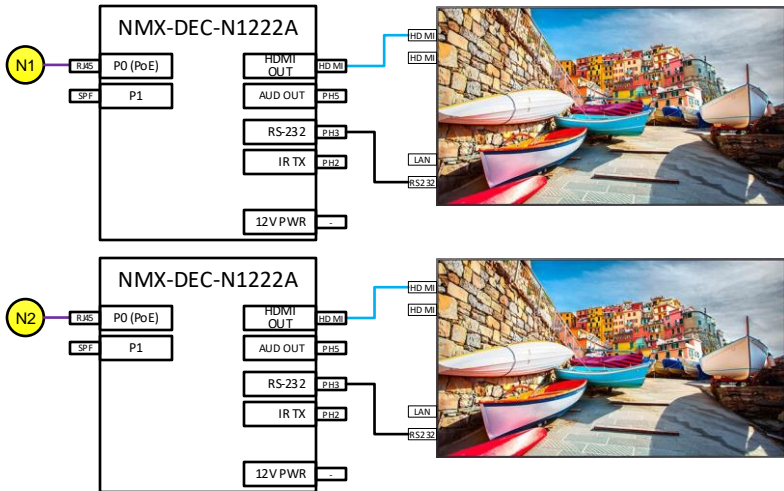 NMX-DEC-N1222A
HDMI
N1 RJ45 P0 (PoE) HDMI OUT HDMI HDMI
SPF P1 AUD OUT PH5 HDMI
RS-232 PH3
IR TX PH2 LAN
RS232
12V PWR -
NMX-DEC-N1222A
HDMI
N2 RJ45 P0 (PoE) HDMI OUT HDMI
SPF P1 AUD OUT PH5 HDMI
RS-232 PH3
IR TX PH2 LAN
RS232
12V PWR -